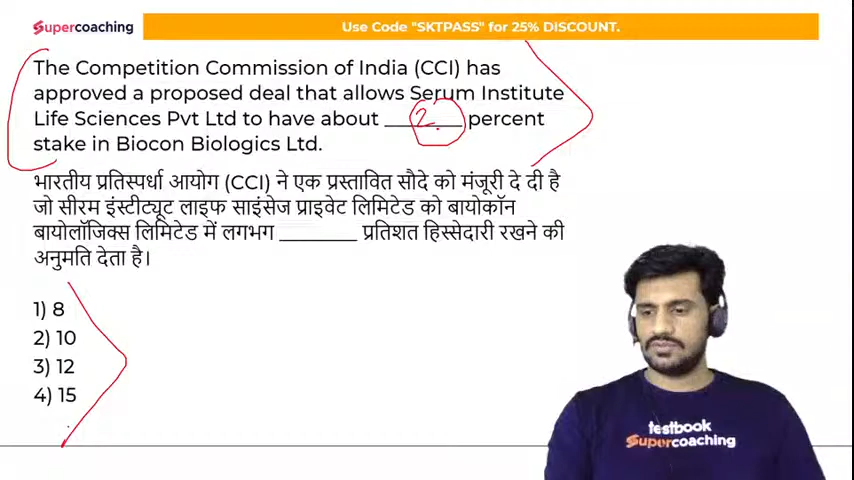 Supercoaching
Use Code "SKTPASS" for 25% DISCOUNT.
The Competition Commission of India (CCI) has
approved a proposed deal that allows Serum Institute
Life Sciences Pvt Ltd to have about ________ percent
2
stake in Biocon Biologics Ltd.
भारतीय प्रतिस्पर्धा आयोग (CCI) ने एक प्रस्तावित सौदे को मंजूरी दे दी है
जो सीरम इंस्टीट्यूट लाइफ साइंसेज प्राइवेट लिमिटेड को बायोकॉन
बायोलॉजिक्स लिमिटेड में लगभग ________ प्रतिशत हिस्सेदारी रखने की
अनुमति देता है।
1) 8
2) 10
3) 12
4) 15
testbook
Supercoaching